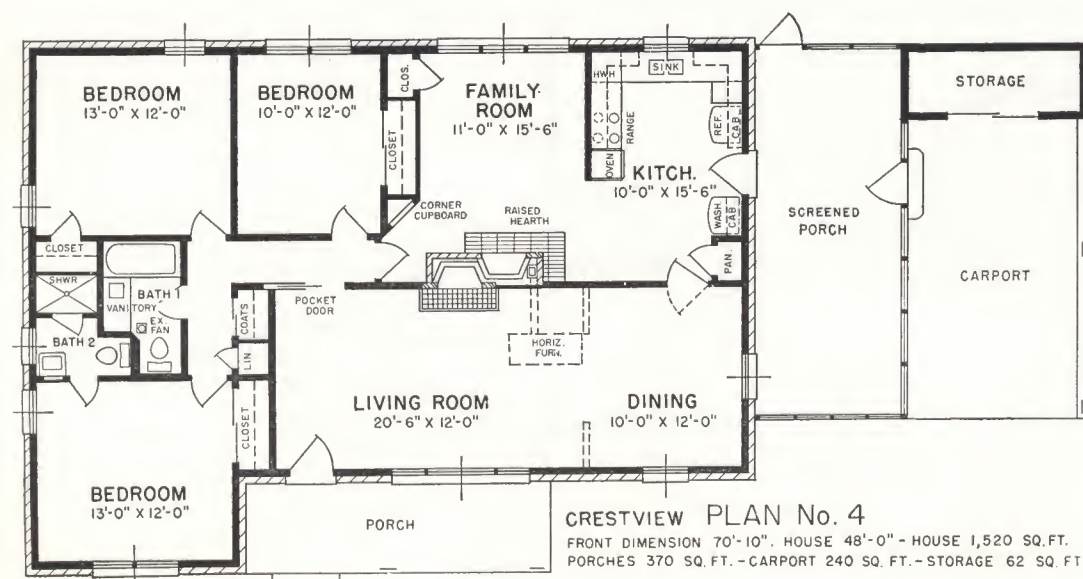 BEDROOM
13'-0" X 12'-0"
BEDROOM
10'-0" X 12'-0"
CLOS.
FAMILY-
ROOM
11'-0" X 15'-6"
HWH
SINK
RANGE
OVEN
REF.
CAB
KITCH.
10'-0" X 15'-6"
WASH.
CAB
PAN.
STORAGE
SCREENED
PORCH
CARPORT
CLOSET
CORNER
CUPBOARD
RAISED
HEARTH
CLOSET
SHWR
BATH 1
VANITORY
EX.
FAN
BATH 2
POCKET
DOOR
COATS
LIN
CLOSET
HORIZ.
FURN.
LIVING ROOM
20'-6" X 12'-0"
DINING
10'-0" X 12'-0"
BEDROOM
13'-0" X 12'-0"
PORCH
CRESTVIEW PLAN No. 4
FRONT DIMENSION 70'-10". HOUSE 48'-0" - HOUSE 1,520 SQ. FT.
PORCHES 370 SQ. FT. - CARPORT 240 SQ. FT. - STORAGE 62 SQ. FT